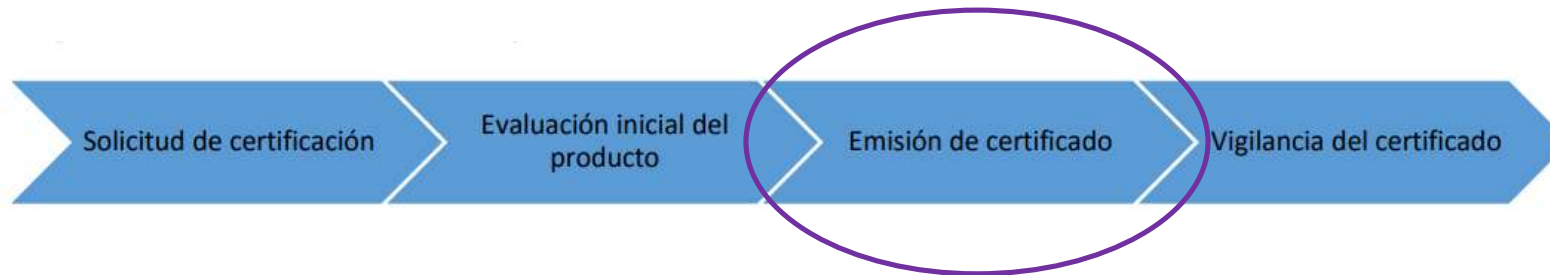 Solicitud de certificación
Evaluación inicial del
producto
Emisión de certificado
Vigilancia del certificado